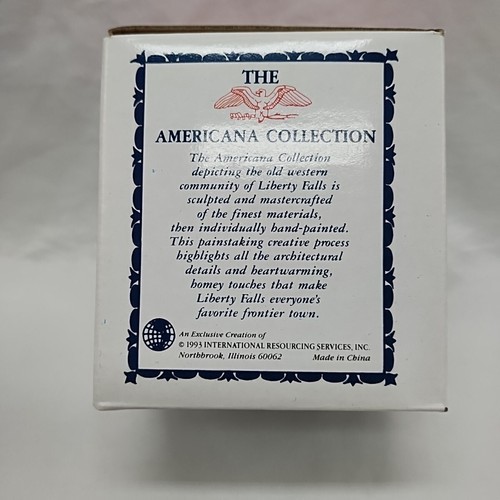 THE
AMERICANA COLLECTION
The Americana Collection
depicting the old western
community of Liberty Falls is
sculpted and mastercrafted
of the finest materials,
then individually hand-painted.
This painstaking creative process
highlights all the architectural
details and heartwarming,
homey touches that make
Liberty Falls everyone's
favorite frontier town.
An Exclusive Creation of
© 1993 INTERNATIONAL RESOURCING SERVICES, INC.
Northbrook, Illinois 60062 Made in China